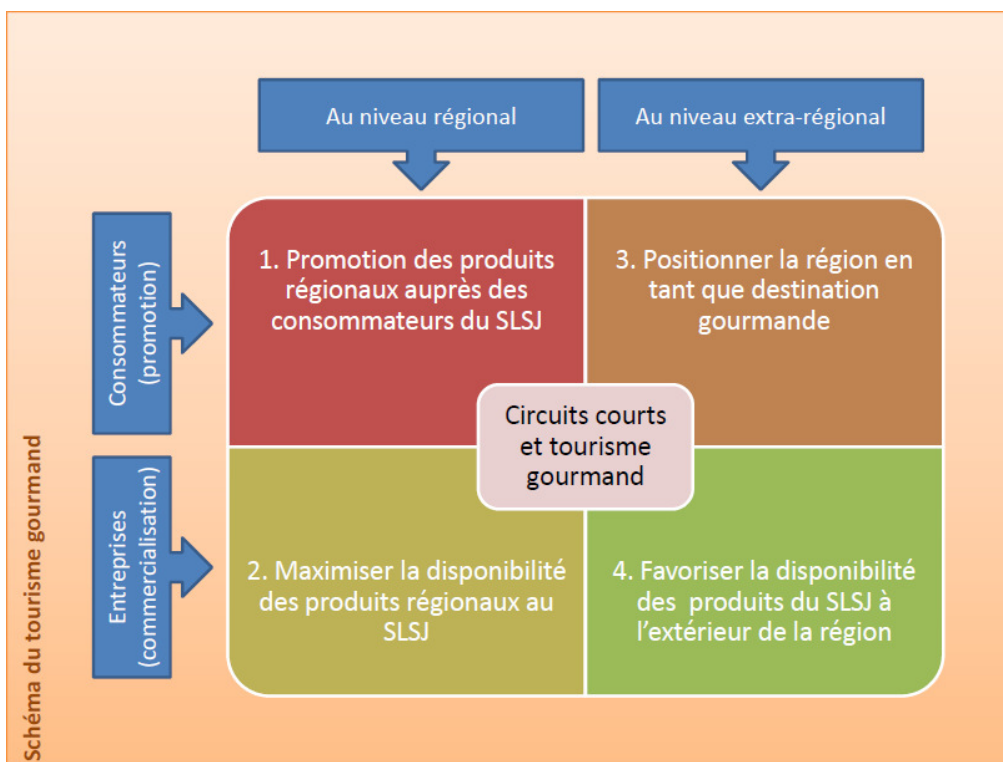 Au niveau régional
Au niveau extra-régional
Consommateurs
(promotion)
1. Promotion des produits
régionaux auprès des
consommateurs du SLSJ
3. Positionner la région en
tant que destination
gourmande
Circuits courts
et tourisme
gourmand
Entreprises
(commercialisation)
2. Maximiser la disponibilité
des produits régionaux au
SLSJ
4. Favoriser la disponibilité
des produits du SLSJ à
l’extérieur de la région
Schéma du tourisme gourmand